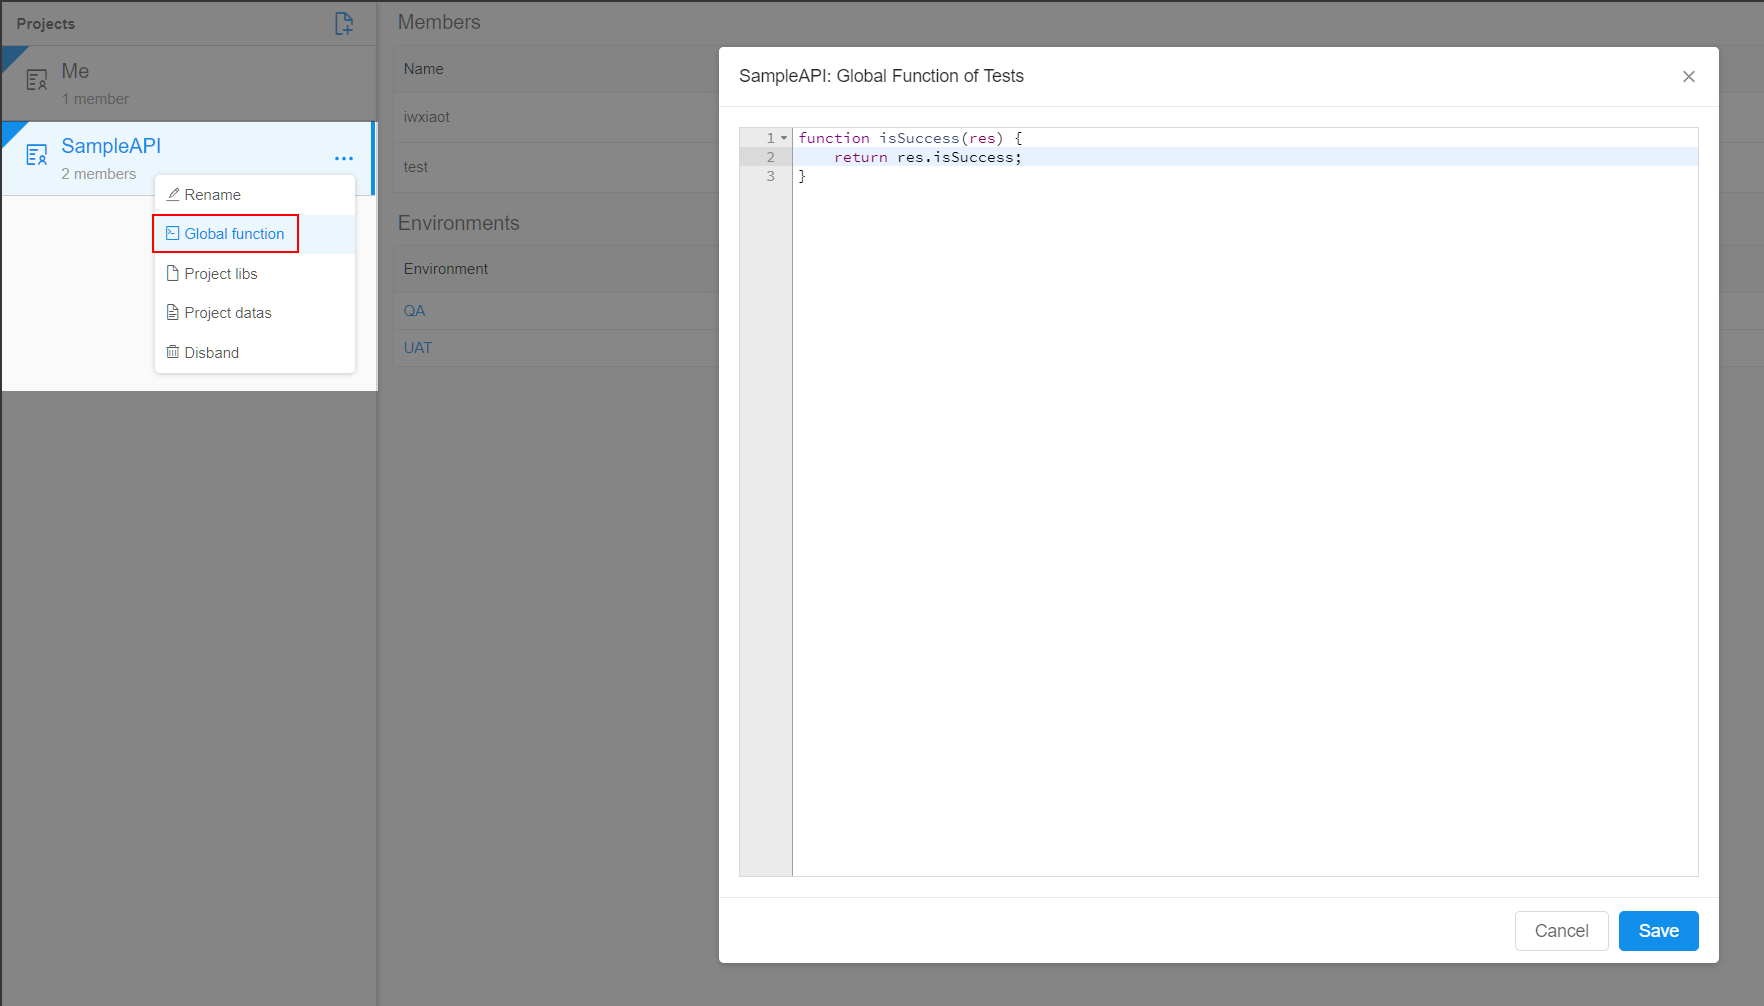 Projects
Me
1 member
SampleAPI
2 members
Rename
Global function
Project libs
Project datas
Disband
Members
Name
iwxiaot
test
Environments
Environment
QA
UAT
SampleAPI: Global Function of Tests
1 function isSuccess(res) {
2     return res.isSuccess;
3 }
Cancel Save